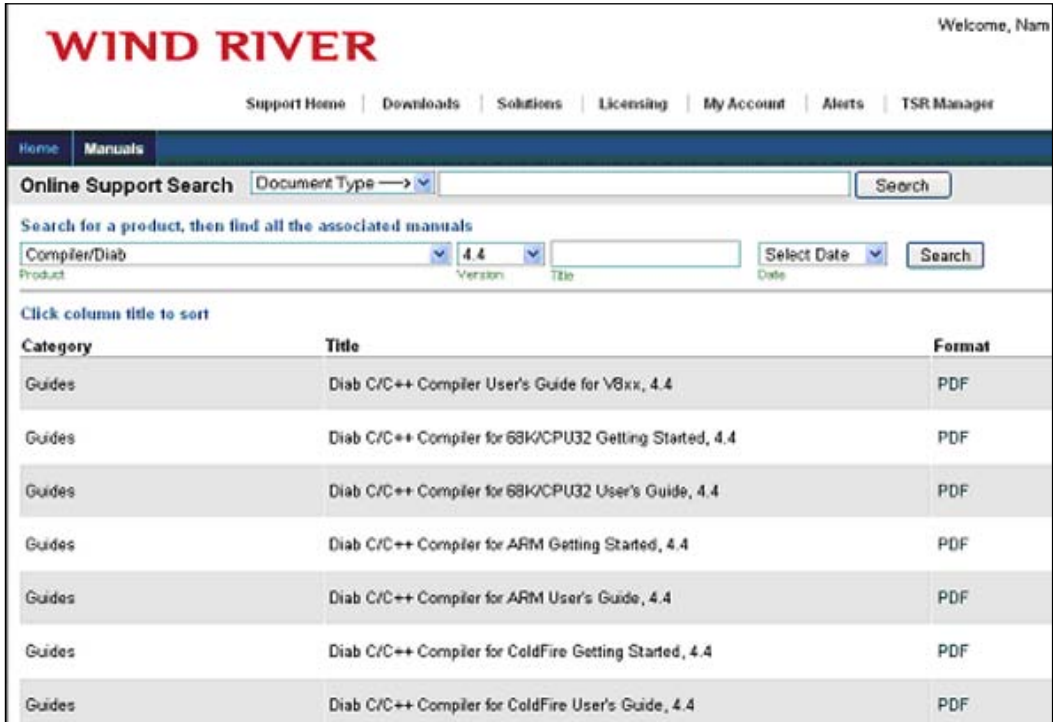 Welcome, Nam
WIND RIVER
Support Home | Downloads | Solutions | Licensing | My Account | Alerts | TSR Manager
Home Manuals
Online Support Search Document Type ---> Search
Search for a product, then find all the associated manuals
Compiler/Diab 4.4 Select Date Search
Product Version Title Date
Click column title to sort
Category Title Format
Guides Diab C/C++ Compiler User's Guide for V8xx, 4.4 PDF
Guides Diab C/C++ Compiler for 68K/CPU32 Getting Started, 4.4 PDF
Guides Diab C/C++ Compiler for 68K/CPU32 User's Guide, 4.4 PDF
Guides Diab C/C++ Compiler for ARM Getting Started, 4.4 PDF
Guides Diab C/C++ Compiler for ARM User's Guide, 4.4 PDF
Guides Diab C/C++ Compiler for ColdFire Getting Started, 4.4 PDF
Guides Diab C/C++ Compiler for ColdFire User's Guide, 4.4 PDF